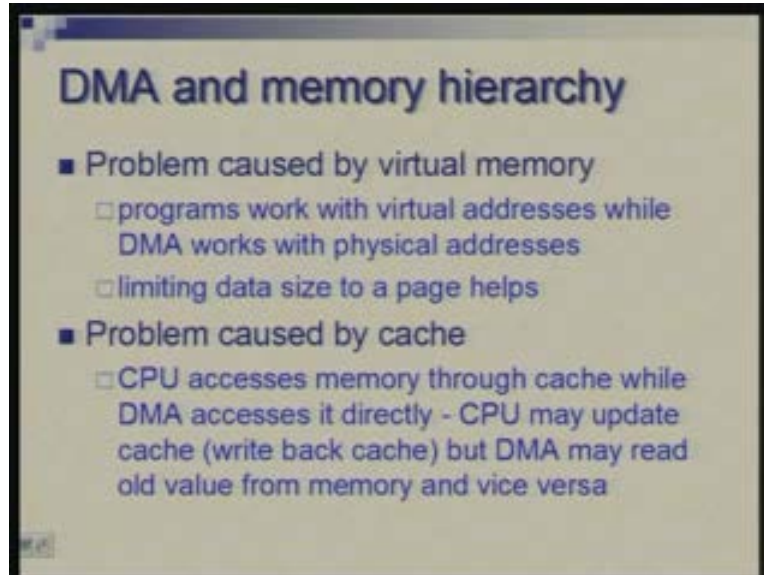 DMA and memory hierarchy
Problem caused by virtual memory
programs work with virtual addresses while
DMA works with physical addresses
limiting data size to a page helps
Problem caused by cache
CPU accesses memory through cache while
DMA accesses it directly - CPU may update
cache (write back cache) but DMA may read
old value from memory and vice versa